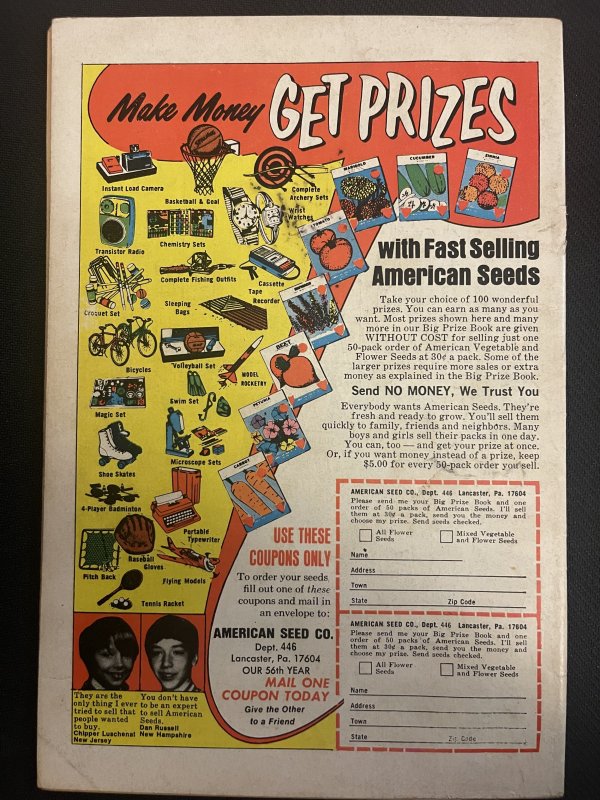 Make Money GET PRIZES
Instant Load Camera
Basketball & Goal
Complete
Archery Sets
Wrist
Watches
Transistor Radio
Chemistry Sets
Complete Fishing Outfits
Cassette
Tape
Recorder
Croquet Set
Sleeping
Bags
Bicycles
Volleyball Set
MODEL
ROCKETRY
Swim Set
Magic Set
Shoe Skates
Microscope Sets
4-Player Badminton
Portable
Typewriter
Baseball
Gloves
Pitch Back
Flying Models
Tennis Racket
MARIGOLD
CUCUMBER
ZINNIA
TOMATO
BEET
PETUNIA
CARROT
with Fast Selling
American Seeds
Take your choice of 100 wonderful
prizes. You can earn as many as you
want. Most prizes shown here and many
more in our Big Prize Book are given
WITHOUT COST for selling just one
50-pack order of American Vegetable and
Flower Seeds at 30¢ a pack. Some of the
larger prizes require more sales or extra
money as explained in the Big Prize Book.
Send NO MONEY, We Trust You
Everybody wants American Seeds. They're
fresh and ready to grow. You'll sell them
quickly to family, friends and neighbors. Many
boys and girls sell their packs in one day.
You can, too — and get your prize at once.
Or, if you want money instead of a prize, keep
$5.00 for every 50-pack order you sell.
USE THESE
COUPONS ONLY
To order your seeds
fill out one of these
coupons and mail in
an envelope to:
AMERICAN SEED CO.
Dept. 446
Lancaster, Pa. 17604
OUR 56th YEAR
MAIL ONE
COUPON TODAY
Give the Other
to a Friend
AMERICAN SEED CO., Dept. 446 Lancaster, Pa. 17604
Please send me your Big Prize Book and one
order of 50 packs of American Seeds. I'll sell
them at 30¢ a pack, send you the money and
choose my prize. Send seeds checked.
All Flower
Seeds
Mixed Vegetable
and Flower Seeds
Name
Address
Town
State Zip Code
AMERICAN SEED CO., Dept. 446 Lancaster, Pa. 17604
Please send me your Big Prize Book and one
order of 50 packs of American Seeds. I'll sell
them at 30¢ a pack, send you the money and
choose my prize. Send seeds checked.
All Flower
Seeds
Mixed Vegetable
and Flower Seeds
Name
Address
Town
State Zip Code
They are the
only thing I ever
tried to sell that
people wanted
to buy.
Chipper Luschenat
New Jersey
You don't have
to be an expert
to sell American
Seeds.
Dan Russell
New Hampshire